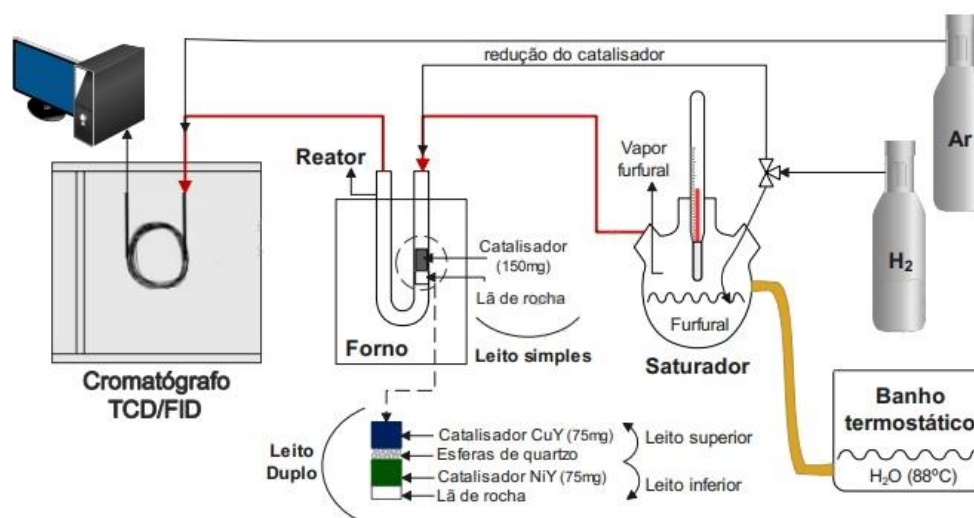 redução do catalisador
Ar
Reator
Vapor
furfural
H2
Catalisador
(150mg)
Lã de rocha
Furfural
Forno
Leito simples
Saturador
Cromatógrafo
TCD/FID
Banho
termostático
H2O (88ºC)
Leito
Duplo
Catalisador CuY (75mg)
Esferas de quartzo
Catalisador NiY (75mg)
Lã de rocha
Leito superior
Leito inferior